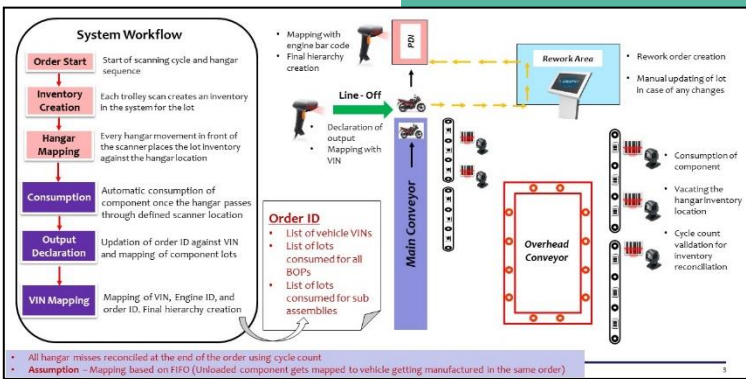 System Workflow
Order Start
Start of scanning cycle and hangar
sequence
Inventory
Creation
Each trolley scan creates an inventory
in the system for the lot
Hangar
Mapping
Every hangar movement in front of
the scanner places the lot inventory
against the hangar location
Consumption
Automatic consumption of
component once the hangar passes
through defined scanner location
Output
Declaration
Updation of order ID against VIN
and mapping of component lots
VIN Mapping
Mapping of VIN, Engine ID, and
order ID. Final hierarchy creation
• Mapping with
engine bar code
• Final hierarchy
creation
PDI
Line - Off
• Declaration of
output
• Mapping with
VIN
Rework Area
• Rework order creation
• Manual updating of lot
in case of any changes
Order ID
• List of vehicle VINs
• List of lots
consumed for all
BOPs
• List of lots
consumed for sub
assemblies
Main Conveyor
Overhead
Conveyor
• Consumption of
component
• Vacating the
hangar inventory
location
• Cycle count
validation for
inventory
reconciliation
• All hangar misses reconciled at the end of the order using cycle count
• Assumption – Mapping based on FIFO (Unloaded component gets mapped to vehicle getting manufactured in the same order)
3